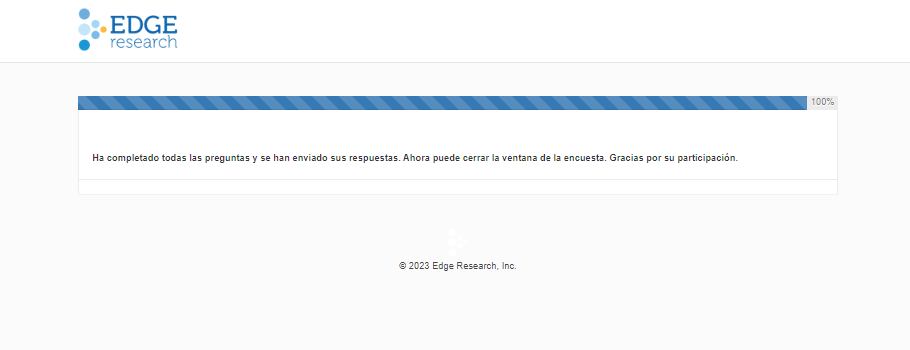 EDGE
research
100%
Ha completado todas las preguntas y se han enviado sus respuestas. Ahora puede cerrar la ventana de la encuesta. Gracias por su participación.
© 2023 Edge Research, Inc.